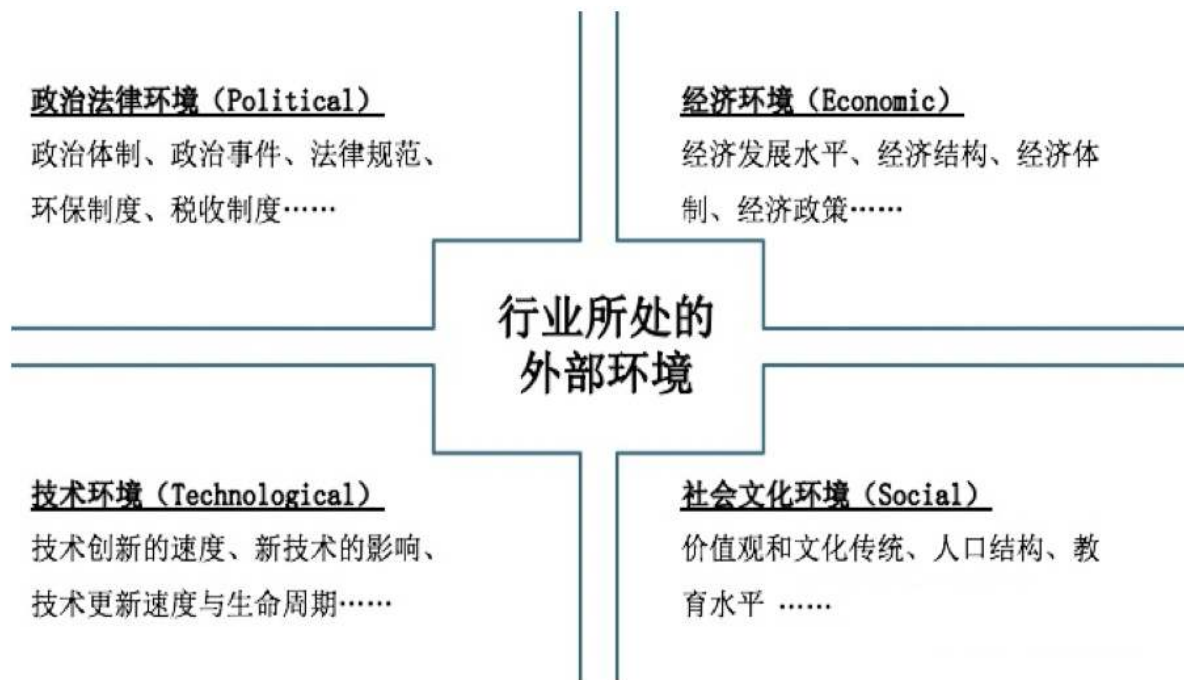 政治法律环境（Political）
政治体制、政治事件、法律规范、
环保制度、税收制度……
经济环境（Economic）
经济发展水平、经济结构、经济体
制、经济政策……
行业所处的
外部环境
技术环境（Technological）
技术创新的速度、新技术的影响、
技术更新速度与生命周期……
社会文化环境（Social）
价值观和文化传统、人口结构、教
育水平 ……